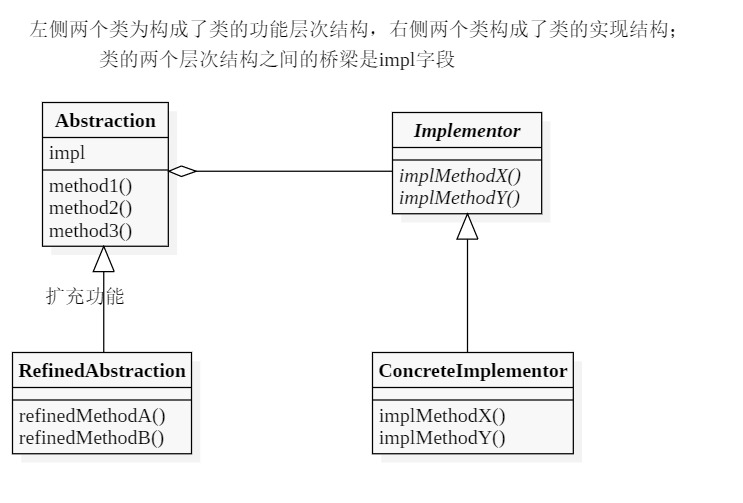 左侧两个类为构成了类的功能层次结构，右侧两个类构成了类的实现结构；
类的两个层次结构之间的桥梁是impl字段
Abstraction
impl
method1()
method2()
method3()
Implementor
implMethodX()
implMethodY()
扩充功能
RefinedAbstraction
refinedMethodA()
refinedMethodB()
ConcreteImplementor
implMethodX()
implMethodY()